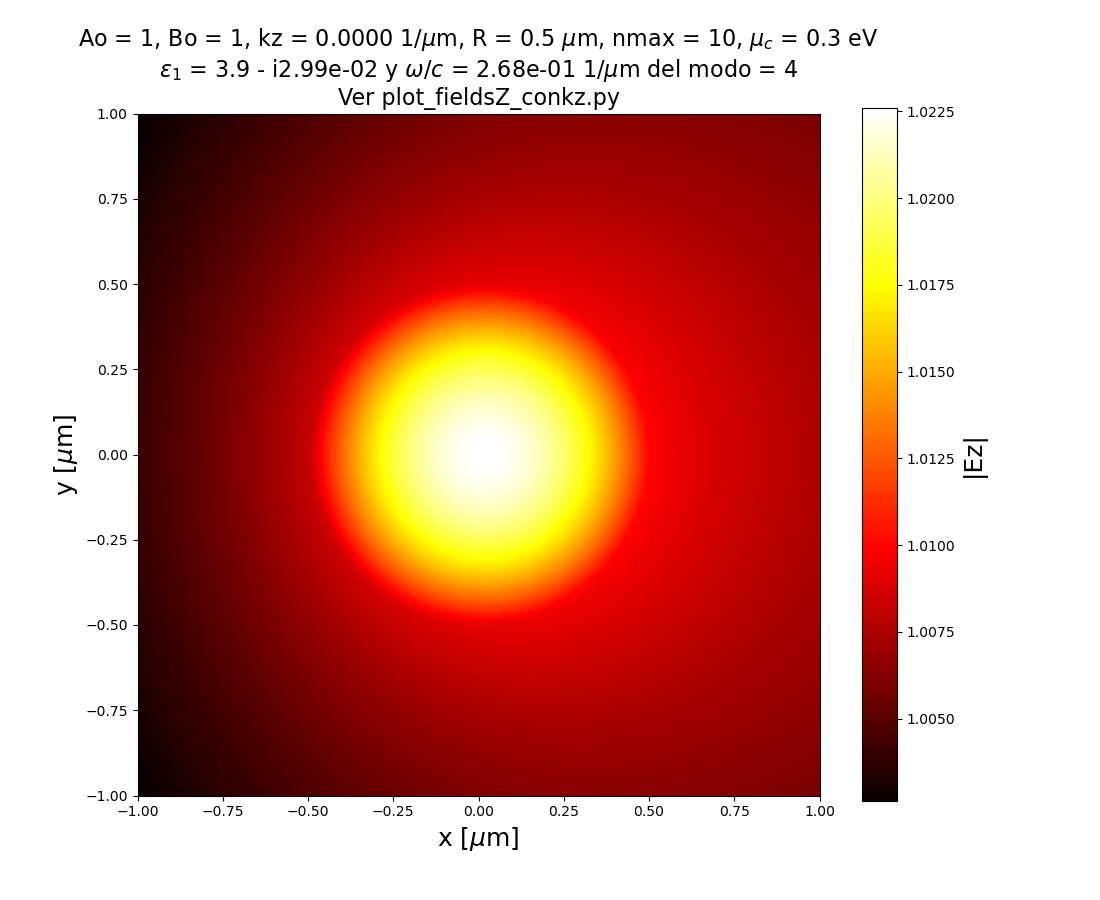 Ao = 1, Bo = 1, kz = 0.0000 1/μm, R = 0.5 μm, nmax = 10, μc = 0.3 eV
ε1 = 3.9 - i2.99e-02 y ω/c = 2.68e-01 1/μm del modo = 4
Ver plot_fieldsZ_conkz.py
1.00
0.75
0.50
0.25
0.00
−0.25
−0.50
−0.75
−1.00
y [μm]
−1.00 −0.75 −0.50 −0.25 0.00 0.25 0.50 0.75 1.00
x [μm]
1.0225
1.0200
1.0175
1.0150
1.0125
1.0100
1.0075
1.0050
|Ez|